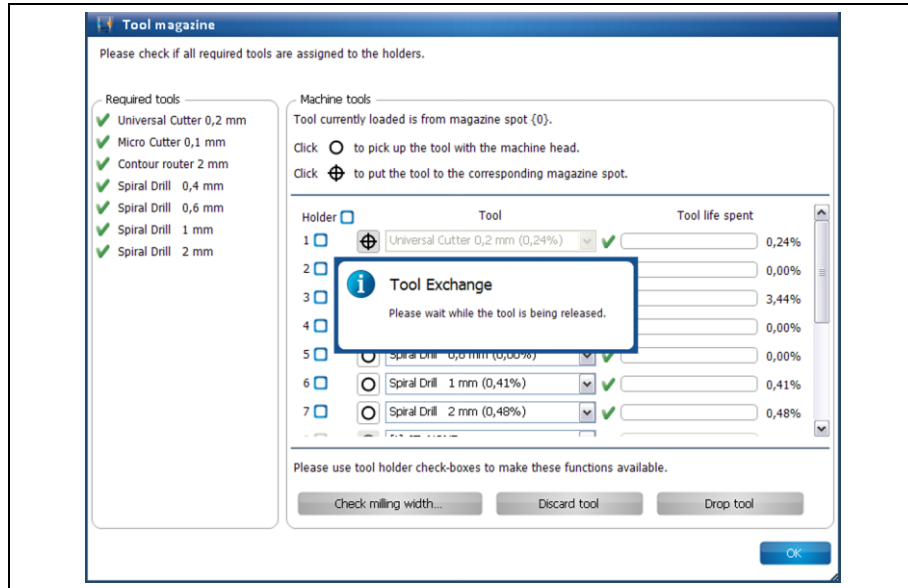 Tool magazine
Please check if all required tools are assigned to the holders.
Required tools
Universal Cutter 0,2 mm
Micro Cutter 0,1 mm
Contour router 2 mm
Spiral Drill 0,4 mm
Spiral Drill 0,6 mm
Spiral Drill 1 mm
Spiral Drill 2 mm
Machine tools
Tool currently loaded is from magazine spot {0}.
Click to pick up the tool with the machine head.
Click to put the tool to the corresponding magazine spot.
Holder Tool Tool life spent
1 Universal Cutter 0,2 mm (0,24%) 0,24%
2 0,00%
3 3,44%
4 0,00%
Tool Exchange
Please wait while the tool is being released.
5 Spiral Drill 0,6 mm (0,00%) 0,00%
6 Spiral Drill 1 mm (0,41%) 0,41%
7 Spiral Drill 2 mm (0,48%) 0,48%
Please use tool holder check-boxes to make these functions available.
Check milling width... Discard tool Drop tool
OK